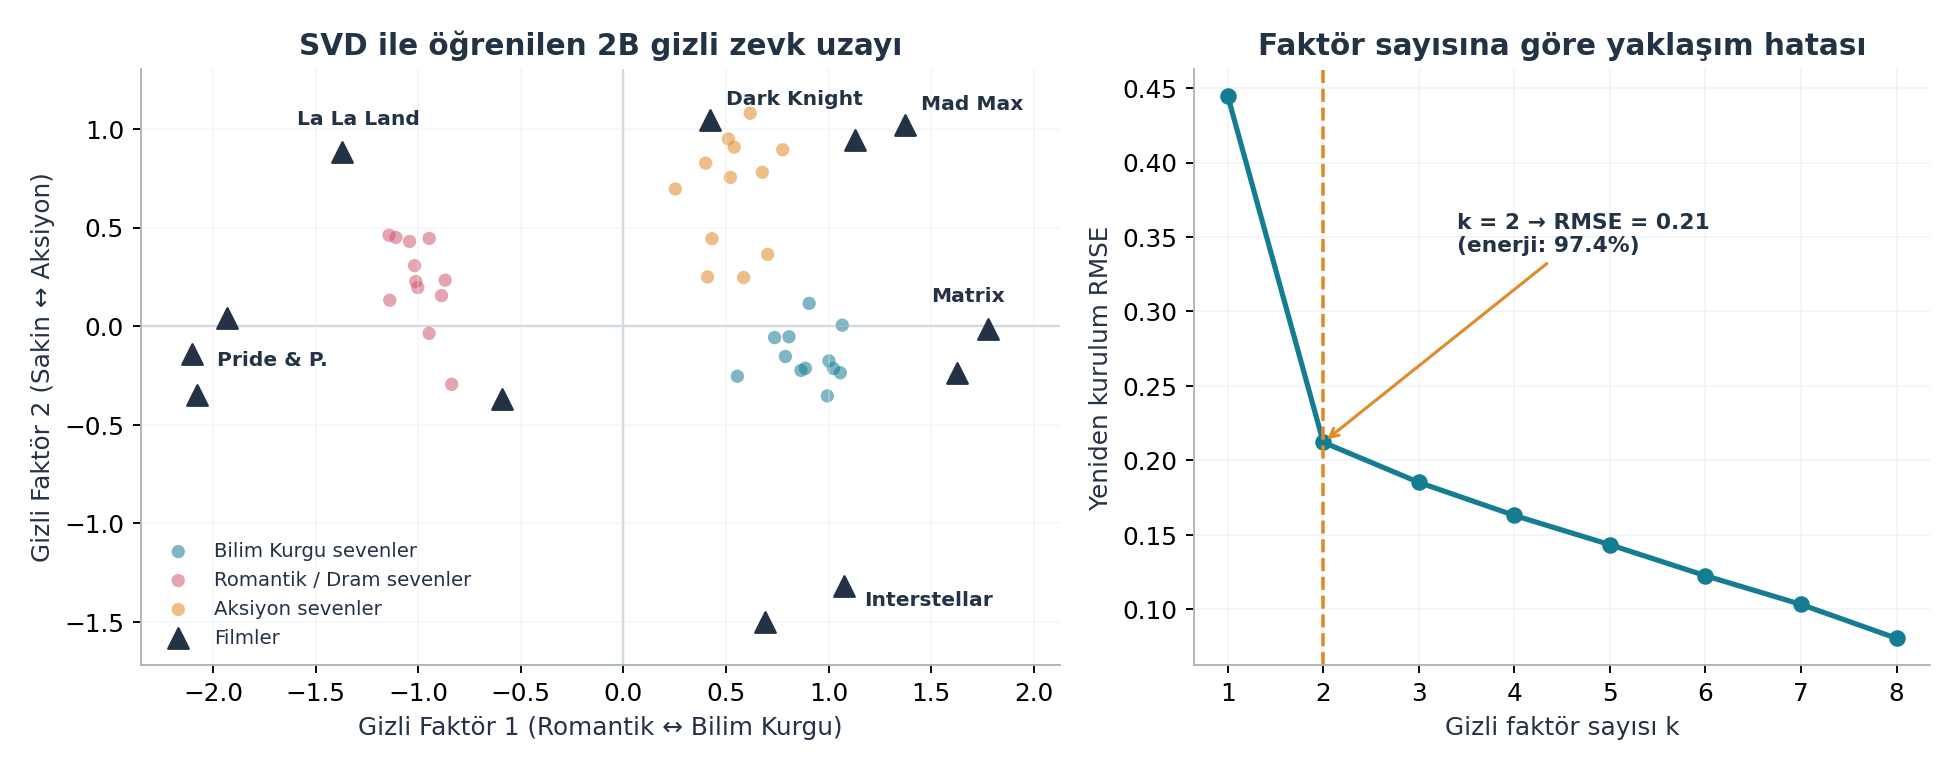 SVD ile öğrenilen 2B gizli zevk uzayı
Gizli Faktör 2 (Sakin ↔ Aksiyon)
1.0
0.5
0.0
−0.5
−1.0
−1.5
La La Land
Dark Knight
Mad Max
Matrix
Pride & P.
Interstellar
Bilim Kurgu sevenler
Romantik / Dram sevenler
Aksiyon sevenler
Filmler
−2.0 −1.5 −1.0 −0.5 0.0 0.5 1.0 1.5 2.0
Gizli Faktör 1 (Romantik ↔ Bilim Kurgu)
Faktör sayısına göre yaklaşım hatası
Yeniden kurulum RMSE
0.45
0.40
0.35
0.30
0.25
0.20
0.15
0.10
k = 2 → RMSE = 0.21
(enerji: 97.4%)
1 2 3 4 5 6 7 8
Gizli faktör sayısı k